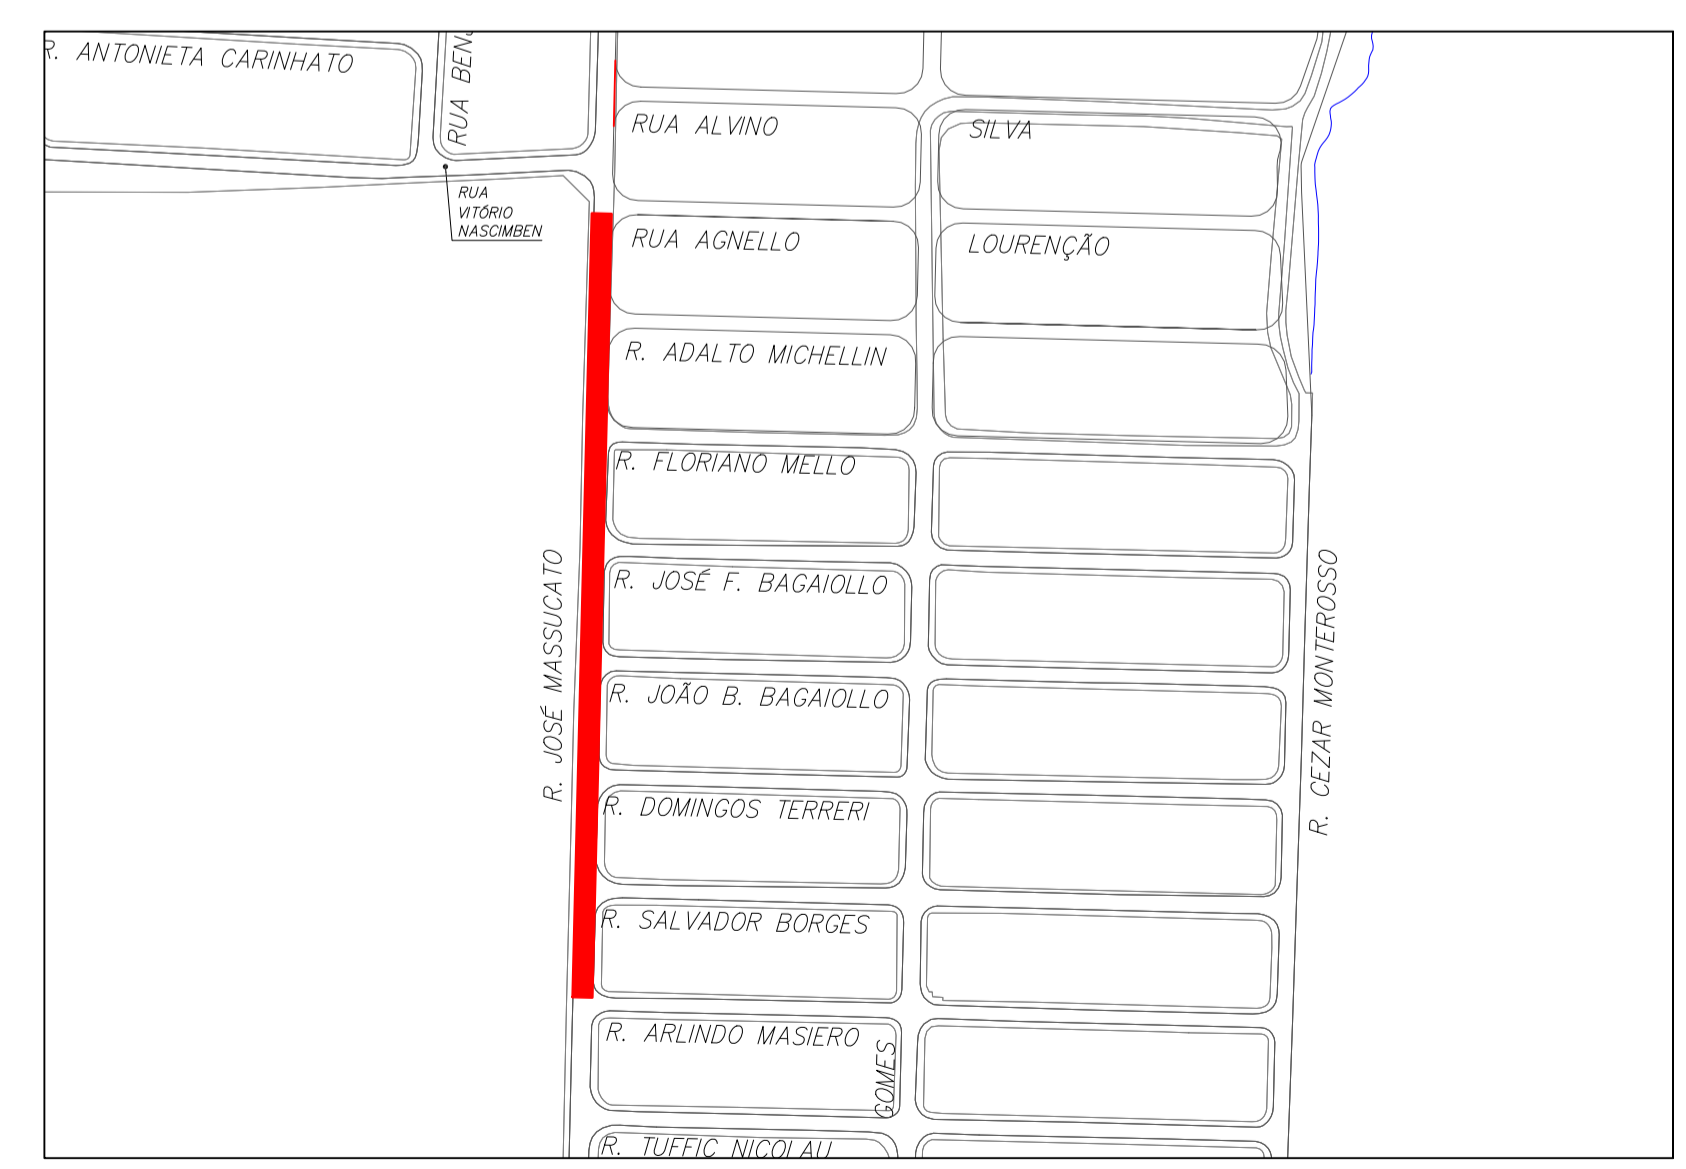 R. ANTONIETA CARINHATO
RUA
RUA ALVINO SILVA
RUA
VITÓRIO
NASCIMBEN
RUA AGNELLO LOURENÇÃO
R. ADALTO MICHELLIN
R. FLORIANO MELLO
R. JOSÉ F. BAGAIOLLO
R. JOSÉ MASSUCATO
R. CEZAR MONTEROSSO
R. JOÃO B. BAGAIOLLO
R. DOMINGOS TERRERI
R. SALVADOR BORGES
R. ARLINDO MASIERO
GOMES
R. TUFFIC NICOLAU